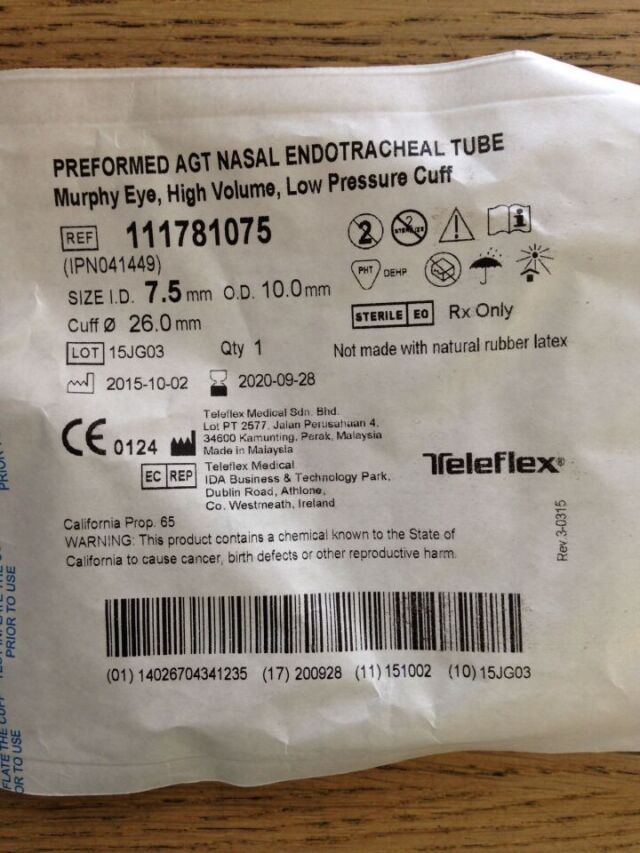 PREFORMED AGT NASAL ENDOTRACHEAL TUBE
Murphy Eye, High Volume, Low Pressure Cuff
REF 111781075
(IPN041449)
SIZE I.D. 7.5 mm O.D. 10.0 mm
Cuff Ø 26.0 mm
LOT 15JG03 Qty 1
2015-10-02 2020-09-28
2
STERILIZE
PHT DEHP
STERILE EO Rx Only
Not made with natural rubber latex
CE 0124
Teleflex Medical Sdn. Bhd.
Lot PT 2577, Jalan Perusahaan 4,
34600 Kamunting, Perak, Malaysia
Made in Malaysia
EC REP
Teleflex Medical
IDA Business & Technology Park,
Dublin Road, Athlone,
Co. Westmeath, Ireland
Teleflex®
Rev.3-0315
California Prop. 65
WARNING: This product contains a chemical known to the State of
California to cause cancer, birth defects or other reproductive harm.
(01) 14026704341235 (17) 200928 (11) 151002 (10) 15JG03
PRIOR
PRIOR TO USE
FLATE THE CUFF
OR TO USE